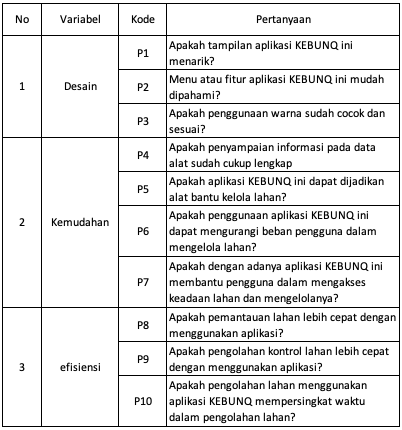 No Variabel Kode Pertanyaan
1 Desain P1 Apakah tampilan aplikasi KEBUNQ ini
menarik?
P2 Menu atau fitur aplikasi KEBUNQ ini mudah
dipahami?
P3 Apakah penggunaan warna sudah cocok dan
sesuai?
2 Kemudahan P4 Apakah penyampaian informasi pada data
alat sudah cukup lengkap
P5 Apakah aplikasi KEBUNQ ini dapat dijadikan
alat bantu kelola lahan?
P6 Apakah penggunaan aplikasi KEBUNQ ini
dapat mengurangi beban pengguna dalam
mengelola lahan?
P7 Apakah dengan adanya aplikasi KEBUNQ ini
membantu pengguna dalam mengakses
keadaan lahan dan mengelolanya?
3 efisiensi P8 Apakah pemantauan lahan lebih cepat dengan
menggunakan aplikasi?
P9 Apakah pengolahan kontrol lahan lebih cepat
dengan menggunakan aplikasi?
P10 Apakah pengolahan lahan menggunakan
aplikasi KEBUNQ mempersingkat waktu
dalam pengolahan lahan?